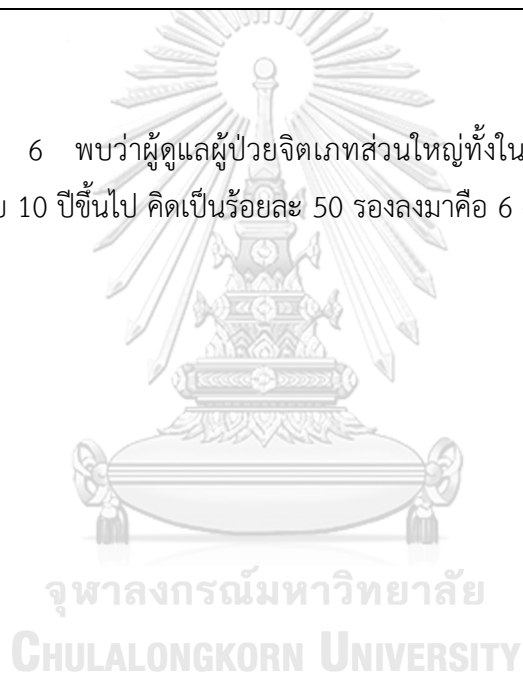 6 พบว่าผู้ดูแลผู้ป่วยจิตเภทส่วนใหญ่ทั้งใน
10 ปีขึ้นไป คิดเป็นร้อยละ 50 รองลงมาคือ 6
จุฬาลงกรณ์มหาวิทยาลัย
CHULALONGKORN UNIVERSITY